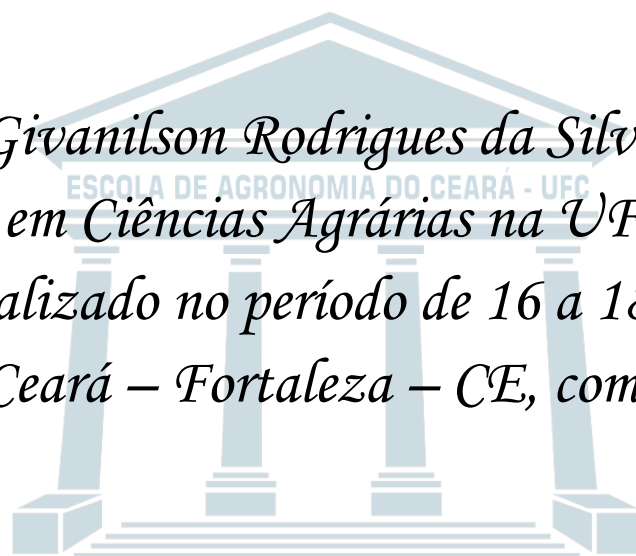 Givanilson Rodrigues da Silv
ESCOLA DE AGRONOMIA DO CEARÁ - UFC
em Ciências Agrárias na UF
alizado no período de 16 a 18
Ceará – Fortaleza – CE, com